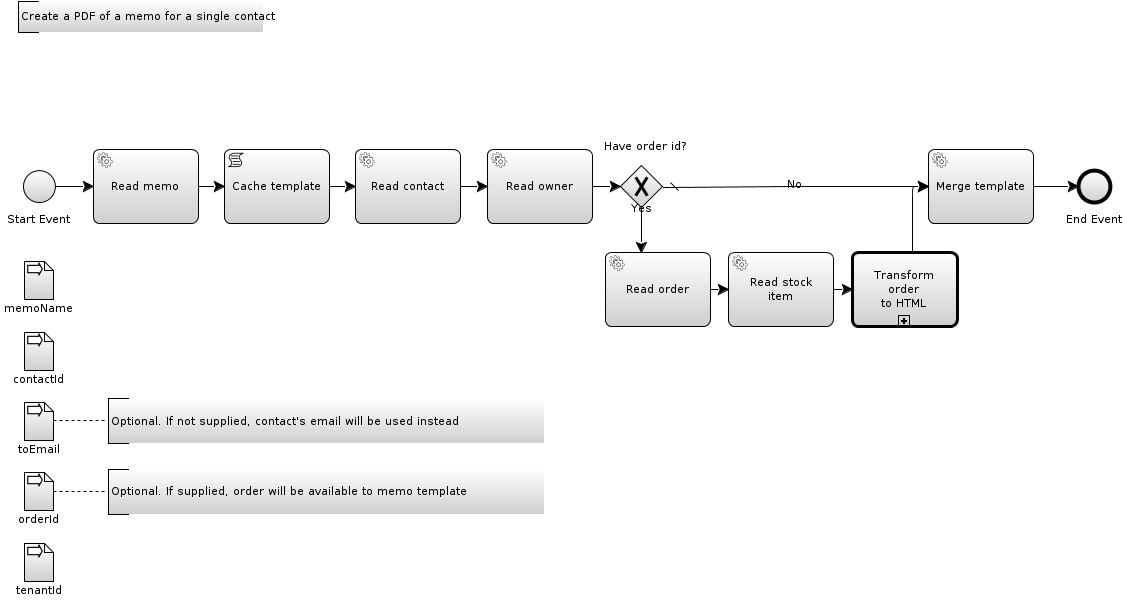 Create a PDF of a memo for a single contact
Have order id?
Read memo
Cache template
Read contact
Read owner
No
Merge template
Yes
Start Event
End Event
Read order
Read stock
item
Transform
order
to HTML
memoName
contactId
toEmail
Optional. If not supplied, contact's email will be used instead
orderId
Optional. If supplied, order will be available to memo template
tenantId